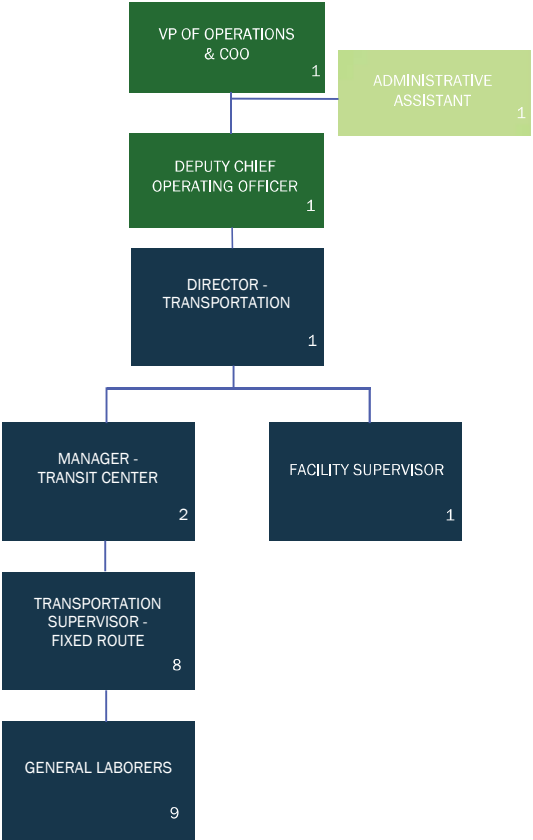 VP OF OPERATIONS
& COO
1
ADMINISTRATIVE
ASSISTANT
1
DEPUTY CHIEF
OPERATING OFFICER
1
DIRECTOR -
TRANSPORTATION
1
MANAGER -
TRANSIT CENTER
2
FACILITY SUPERVISOR
1
TRANSPORTATION
SUPERVISOR -
FIXED ROUTE
8
GENERAL LABORERS
9